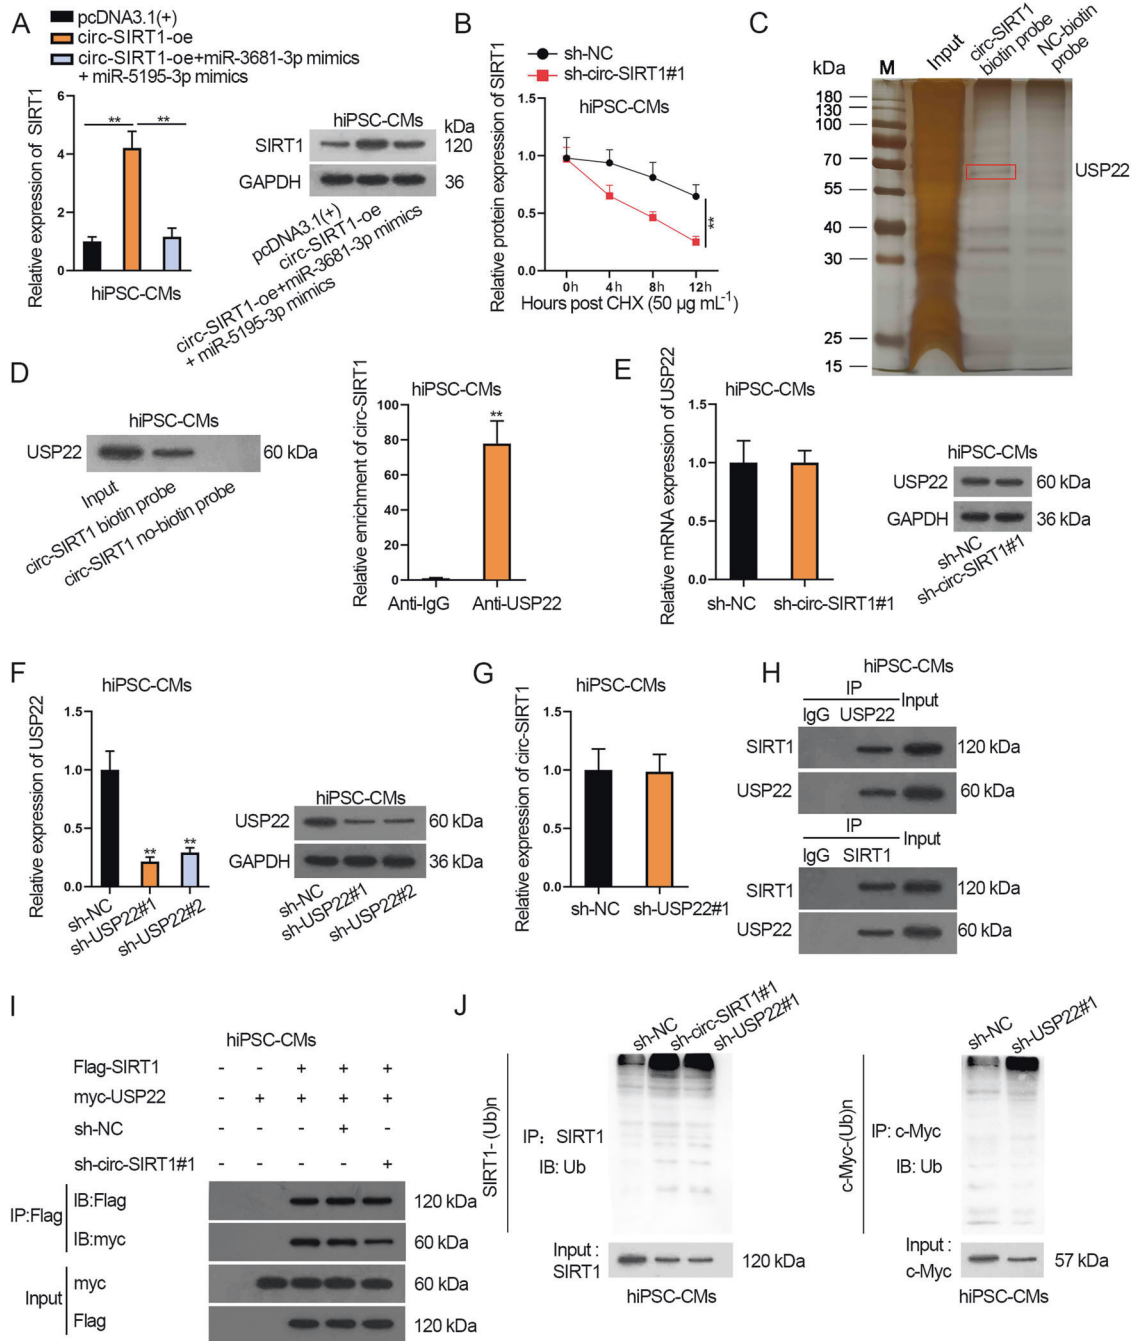 A
pcDNA3.1(+)
circ-SIRT1-oe
circ-SIRT1-oe+miR-3681-3p mimics
+ miR-5195-3p mimics
Relative expression of SIRT1
6
4
2
0
**
**
hiPSC-CMs
hiPSC-CMs
kDa
SIRT1
120
GAPDH
36
pcDNA3.1(+)
circ-SIRT1-oe
circ-SIRT1-oe+miR-3681-3p mimics
+ miR-5195-3p mimics
B
sh-NC
sh-circ-SIRT1#1
hiPSC-CMs
Relative protein expression of SIRT1
1.5
1.0
0.5
0.0
**
0h 4h 8h 12h
Hours post CHX (50 µg mL-1)
C
kDa
M
Input
circ-SIRT1
biotin probe
NC-biotin
probe
180
130
100
70
55
40
30
25
15
USP22
D
hiPSC-CMs
USP22
60 kDa
Input
circ-SIRT1 biotin probe
circ-SIRT1 no-biotin probe
hiPSC-CMs
Relative enrichment of circ-SIRT1
100
80
60
40
20
0
**
Anti-IgG
Anti-USP22
E
hiPSC-CMs
Relative mRNA expression of USP22
1.5
1.0
0.5
0.0
sh-NC
sh-circ-SIRT1#1
hiPSC-CMs
USP22
60 kDa
GAPDH
36 kDa
sh-NC
sh-circ-SIRT1#1
F
hiPSC-CMs
Relative expression of USP22
1.5
1.0
0.5
0.0
**
**
sh-NC
sh-USP22#1
sh-USP22#2
hiPSC-CMs
USP22
60 kDa
GAPDH
36 kDa
sh-NC
sh-USP22#1
sh-USP22#2
G
hiPSC-CMs
Relative expression of circ-SIRT1
1.5
1.0
0.5
0.0
sh-NC
sh-USP22#1
H
hiPSC-CMs
IP
IgG USP22
Input
SIRT1
120 kDa
USP22
60 kDa
IP
IgG SIRT1
Input
SIRT1
120 kDa
USP22
60 kDa
I
hiPSC-CMs
Flag-SIRT1 - - + + +
myc-USP22 - + + + +
sh-NC - - - + -
sh-circ-SIRT1#1 - - - - +
IP:Flag
IB:Flag
120 kDa
IB:myc
60 kDa
Input
myc
60 kDa
Flag
120 kDa
J
sh-NC
sh-circ-SIRT1#1
sh-USP22#1
SIRT1- (Ub)n
IP: SIRT1
IB: Ub
Input :
SIRT1
120 kDa
hiPSC-CMs
sh-NC
sh-USP22#1
c-Myc-(Ub)n
IP: c-Myc
IB: Ub
Input :
c-Myc
57 kDa
hiPSC-CMs